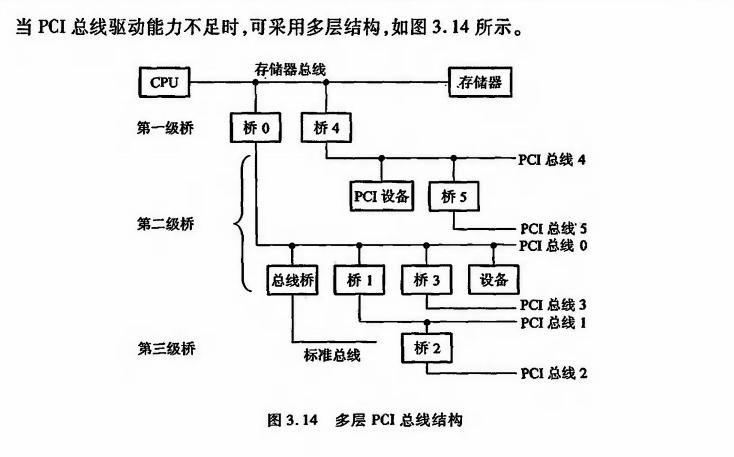 当 PCI 总线驱动能力不足时,可采用多层结构,如图 3.14 所示。
CPU
存储器总线
存储器
第一级桥
桥 0
桥 4
PCI 总线 4
PCI 设备
桥 5
第二级桥
PCI 总线 5
PCI 总线 0
总线桥
桥 1
桥 3
设备
PCI 总线 3
PCI 总线 1
第三级桥
标准总线
桥 2
PCI 总线 2
图 3.14 多层 PCI 总线结构